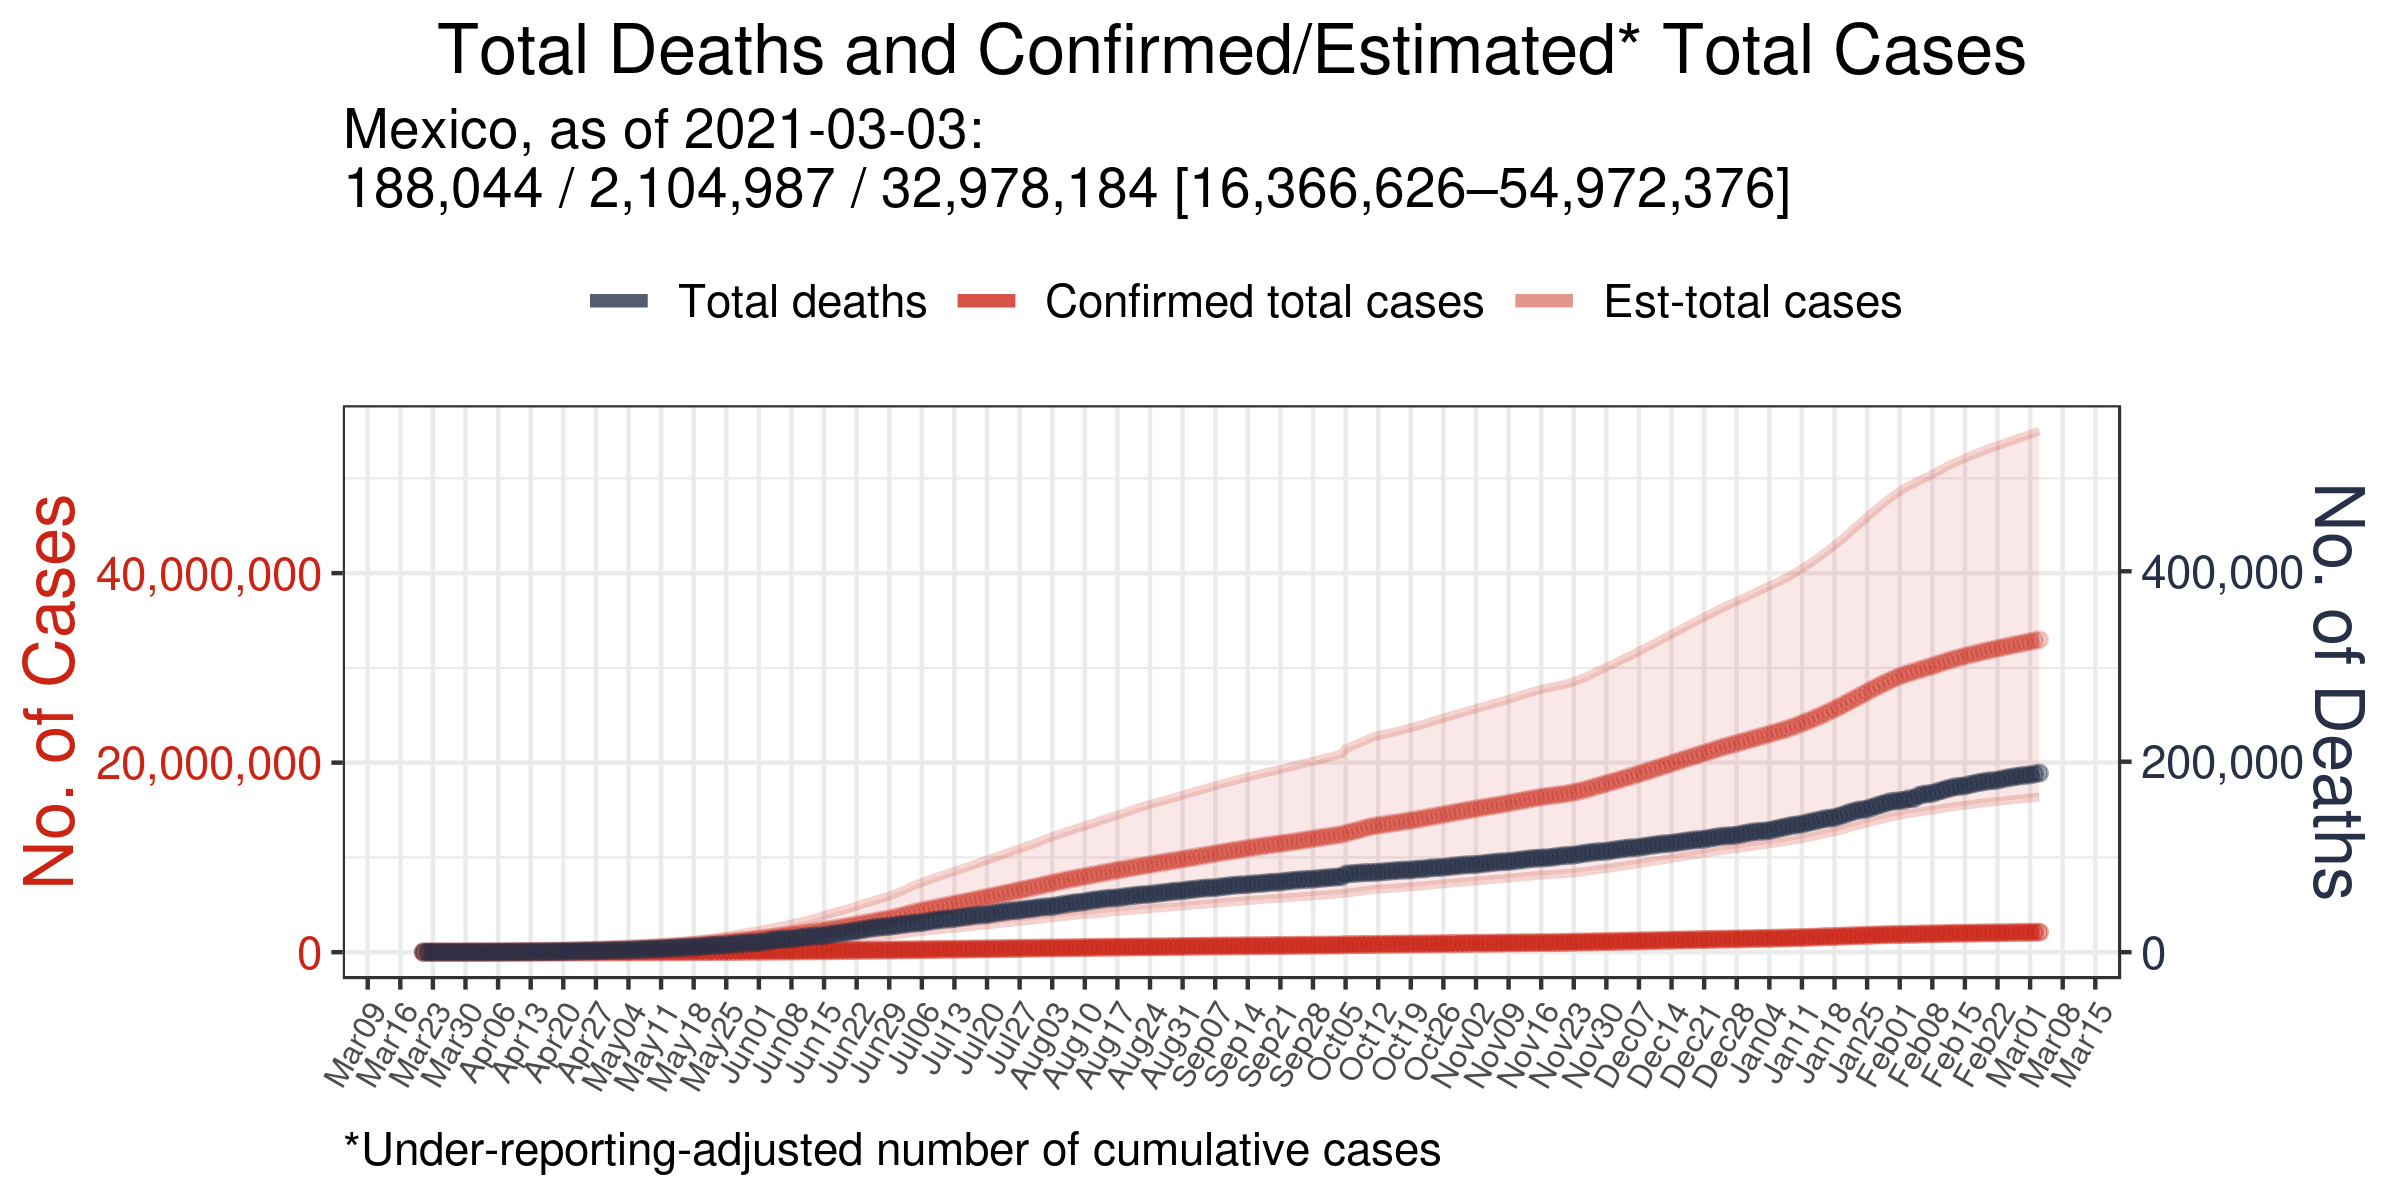 Total Deaths and Confirmed/Estimated* Total Cases
Mexico, as of 2021-03-03:
188,044 / 2,104,987 / 32,978,184 [16,366,626–54,972,376]
Total deaths
Confirmed total cases
Est-total cases
No. of Cases
40,000,000
20,000,000
0
400,000
200,000
0
No. of Deaths
Mar09
Mar16
Mar23
Mar30
Apr06
Apr13
Apr20
Apr27
May04
May11
May18
May25
Jun01
Jun08
Jun15
Jun22
Jun29
Jul06
Jul13
Jul20
Jul27
Aug03
Aug10
Aug17
Aug24
Aug31
Sep07
Sep14
Sep21
Sep28
Oct05
Oct12
Oct19
Oct26
Nov02
Nov09
Nov16
Nov23
Nov30
Dec07
Dec14
Dec21
Dec28
Jan04
Jan11
Jan18
Jan25
Feb01
Feb08
Feb15
Feb22
Mar01
Mar08
Mar15
*Under-reporting-adjusted number of cumulative cases